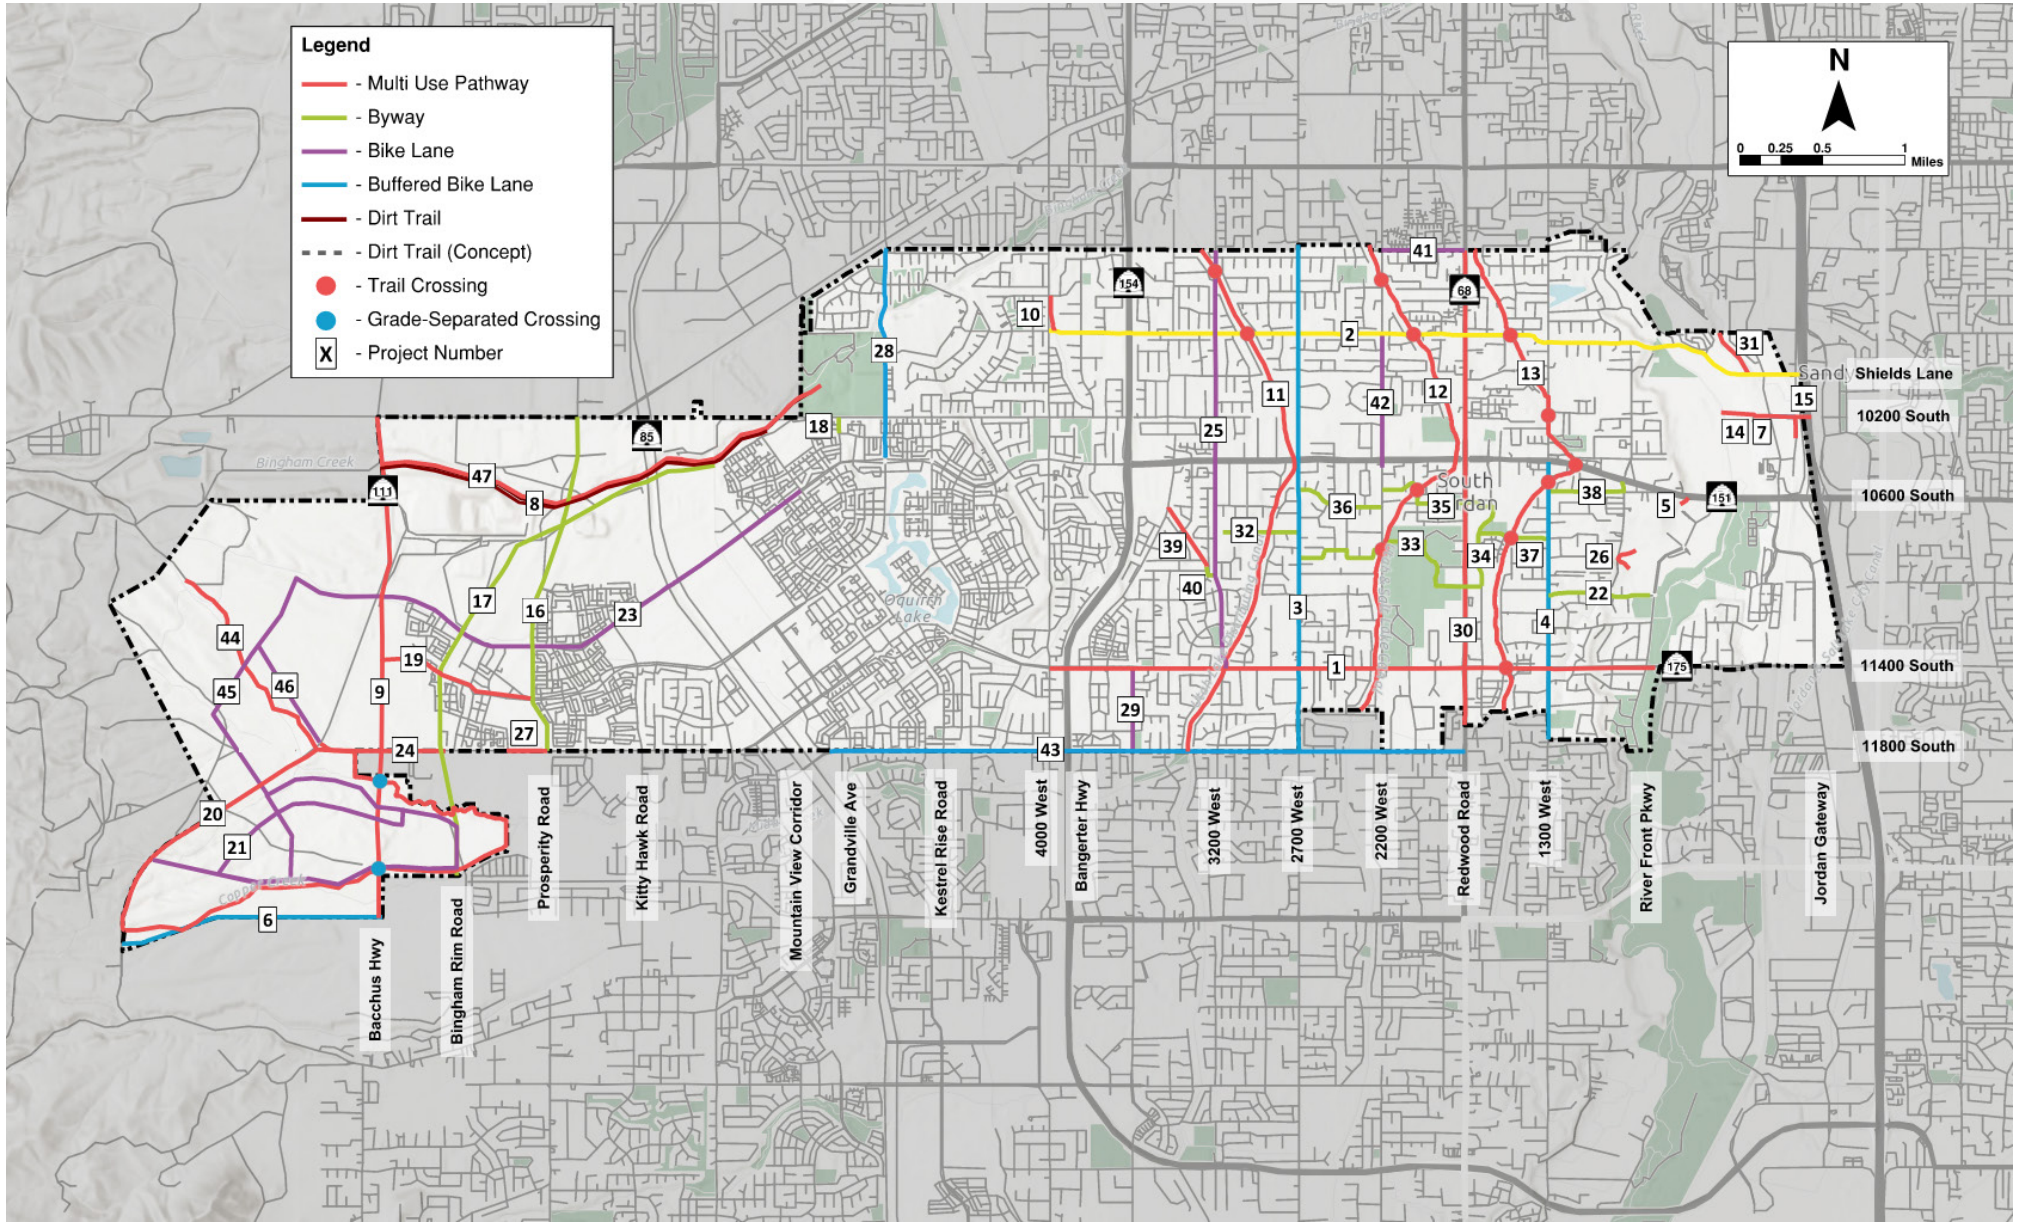 Legend
- Multi Use Pathway
- Byway
- Bike Lane
- Buffered Bike Lane
- Dirt Trail
- Dirt Trail (Concept)
- Trail Crossing
- Grade-Separated Crossing
X - Project Number
N
0 0.25 0.5 1
Miles
Bingham Creek
41
154
68
10
2
31
28
Sandy
Shields Lane
11
13
12
15
42
10200 South
18
25
14
7
85
Bingham Creek
47
111
South
Jordan
38
10600 South
8
5
151
36
35
32
39
33
34
37
26
40
22
17
16
23
Oquirrh
Lake
3
4
44
30
19
1
175
11400 South
45
46
9
29
27
24
43
11800 South
20
21
Copper Creek
6
Bacchus Hwy
Bingham Rim Road
Prosperity Road
Kitty Hawk Road
Mountain View Corridor
Grandville Ave
Kestrel Rise Road
4000 West
Bangerter Hwy
3200 West
2700 West
2200 West
Redwood Road
1300 West
River Front Pkwy
Jordan Gateway